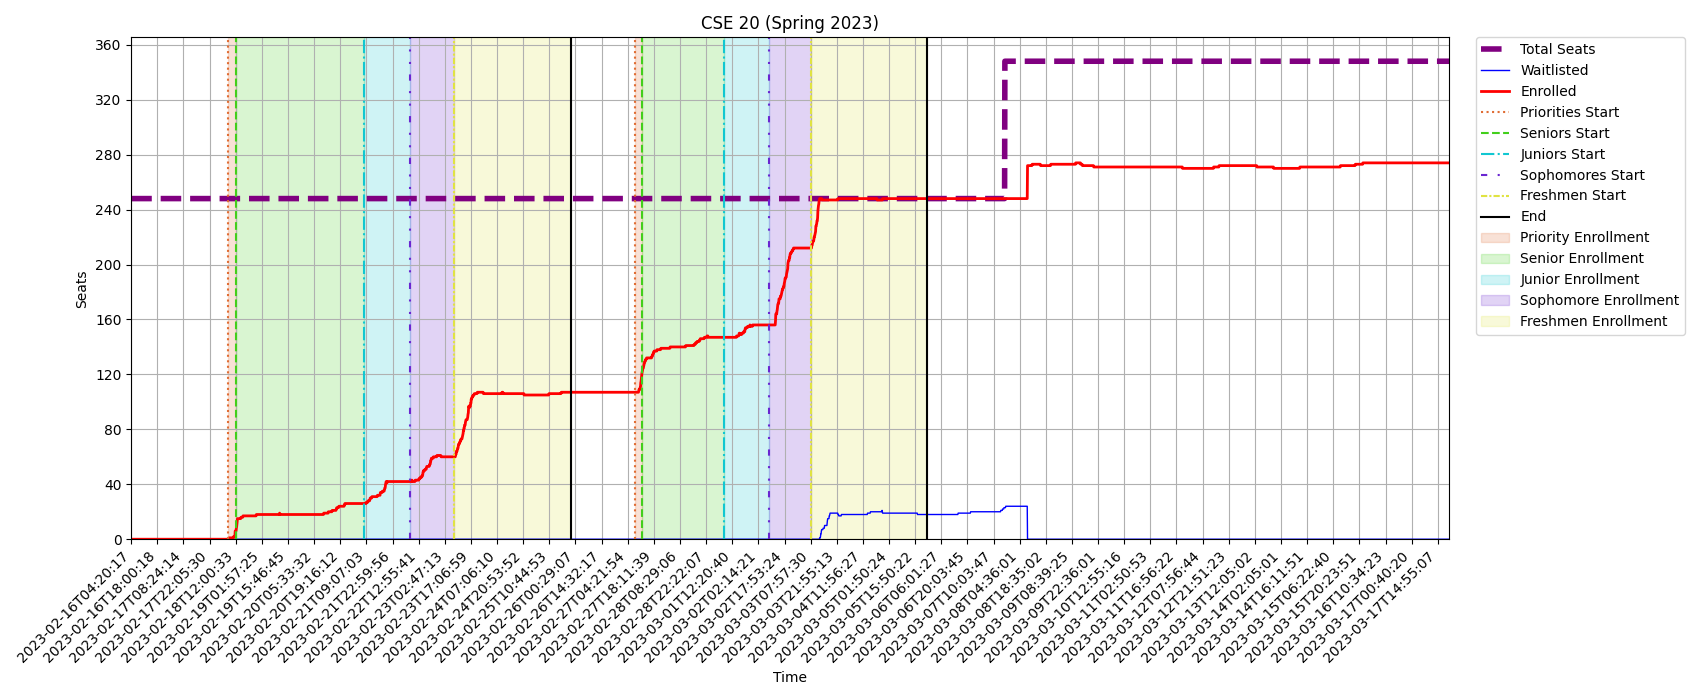 CSE 20 (Spring 2023)
360
320
280
240
200
160
120
80
40
0
Seats
2023-02-16T04:20:17
2023-02-16T18:00:18
2023-02-17T08:24:14
2023-02-17T22:05:30
2023-02-18T12:00:33
2023-02-19T01:57:25
2023-02-19T15:46:45
2023-02-20T05:33:32
2023-02-20T19:16:12
2023-02-21T09:07:03
2023-02-21T22:59:56
2023-02-22T12:55:41
2023-02-23T02:47:13
2023-02-23T17:06:59
2023-02-24T07:06:10
2023-02-24T20:53:52
2023-02-25T10:44:53
2023-02-26T00:29:07
2023-02-26T14:32:17
2023-02-27T04:21:54
2023-02-27T18:11:39
2023-02-28T08:29:06
2023-02-28T22:22:07
2023-03-01T12:20:40
2023-03-02T02:14:21
2023-03-02T17:53:24
2023-03-03T07:57:30
2023-03-03T21:55:13
2023-03-04T11:56:27
2023-03-05T01:50:24
2023-03-05T15:50:22
2023-03-06T06:01:27
2023-03-06T20:03:45
2023-03-07T10:03:47
2023-03-08T04:36:01
2023-03-08T18:35:02
2023-03-09T08:39:25
2023-03-09T22:36:01
2023-03-10T12:55:16
2023-03-11T02:50:53
2023-03-11T16:56:22
2023-03-12T07:56:44
2023-03-12T21:51:23
2023-03-13T12:05:02
2023-03-14T02:05:01
2023-03-14T16:11:51
2023-03-15T06:22:40
2023-03-15T20:23:51
2023-03-16T10:34:23
2023-03-17T00:40:20
2023-03-17T14:55:07
Time
Total Seats
Waitlisted
Enrolled
Priorities Start
Seniors Start
Juniors Start
Sophomores Start
Freshmen Start
End
Priority Enrollment
Senior Enrollment
Junior Enrollment
Sophomore Enrollment
Freshmen Enrollment